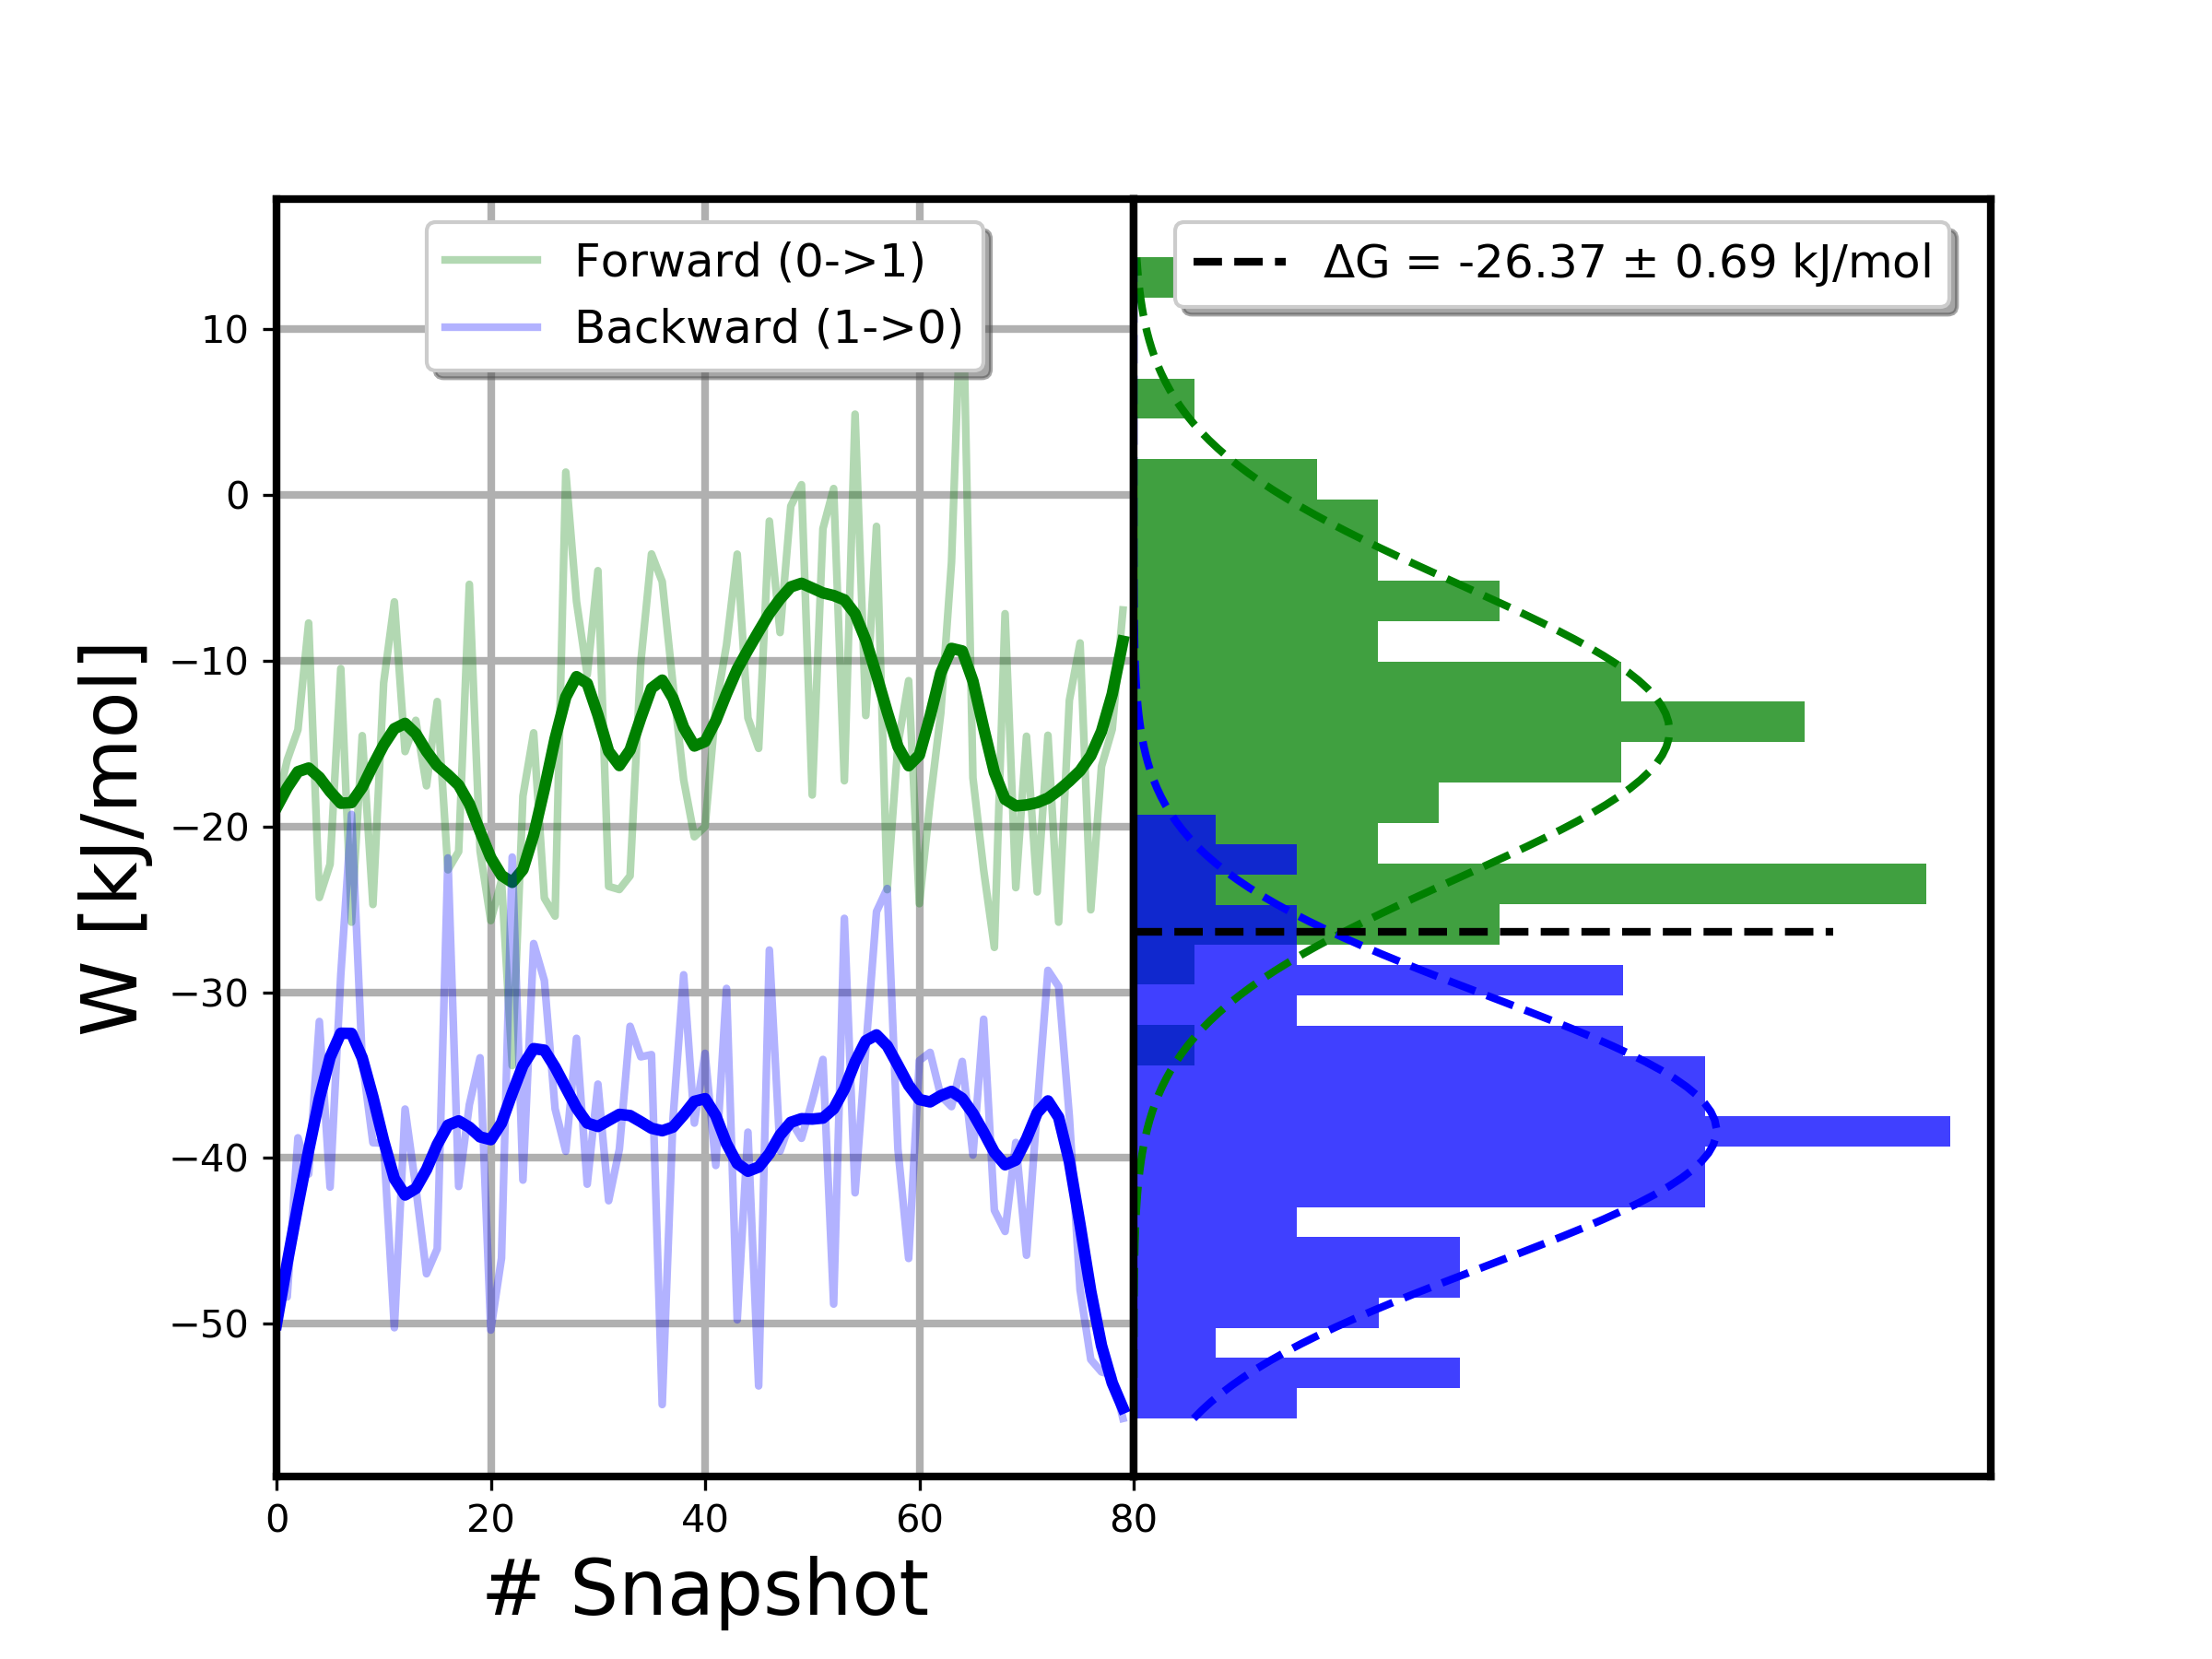 Forward (0->1)
Backward (1->0)
ΔG = -26.37 ± 0.69 kJ/mol
10
0
−10
−20
−30
−40
−50
W [kJ/mol]
0 20 40 60 80
# Snapshot